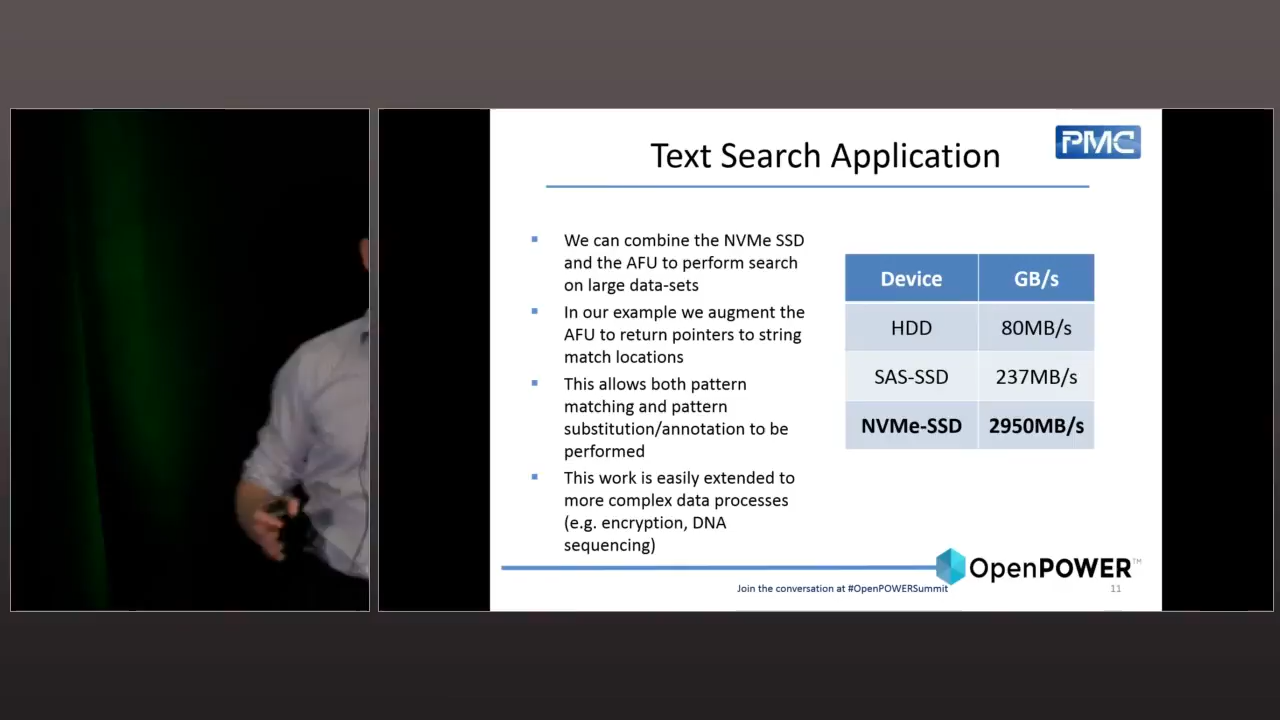 PMC
Text Search Application
We can combine the NVMe SSD
and the AFU to perform search
on large data-sets
In our example we augment the
AFU to return pointers to string
match locations
This allows both pattern
matching and pattern
substitution/annotation to be
performed
This work is easily extended to
more complex data processes
(e.g. encryption, DNA
sequencing)
Device GB/s
HDD 80MB/s
SAS-SSD 237MB/s
NVMe-SSD 2950MB/s
OpenPOWER™
Join the conversation at #OpenPOWERSummit
11